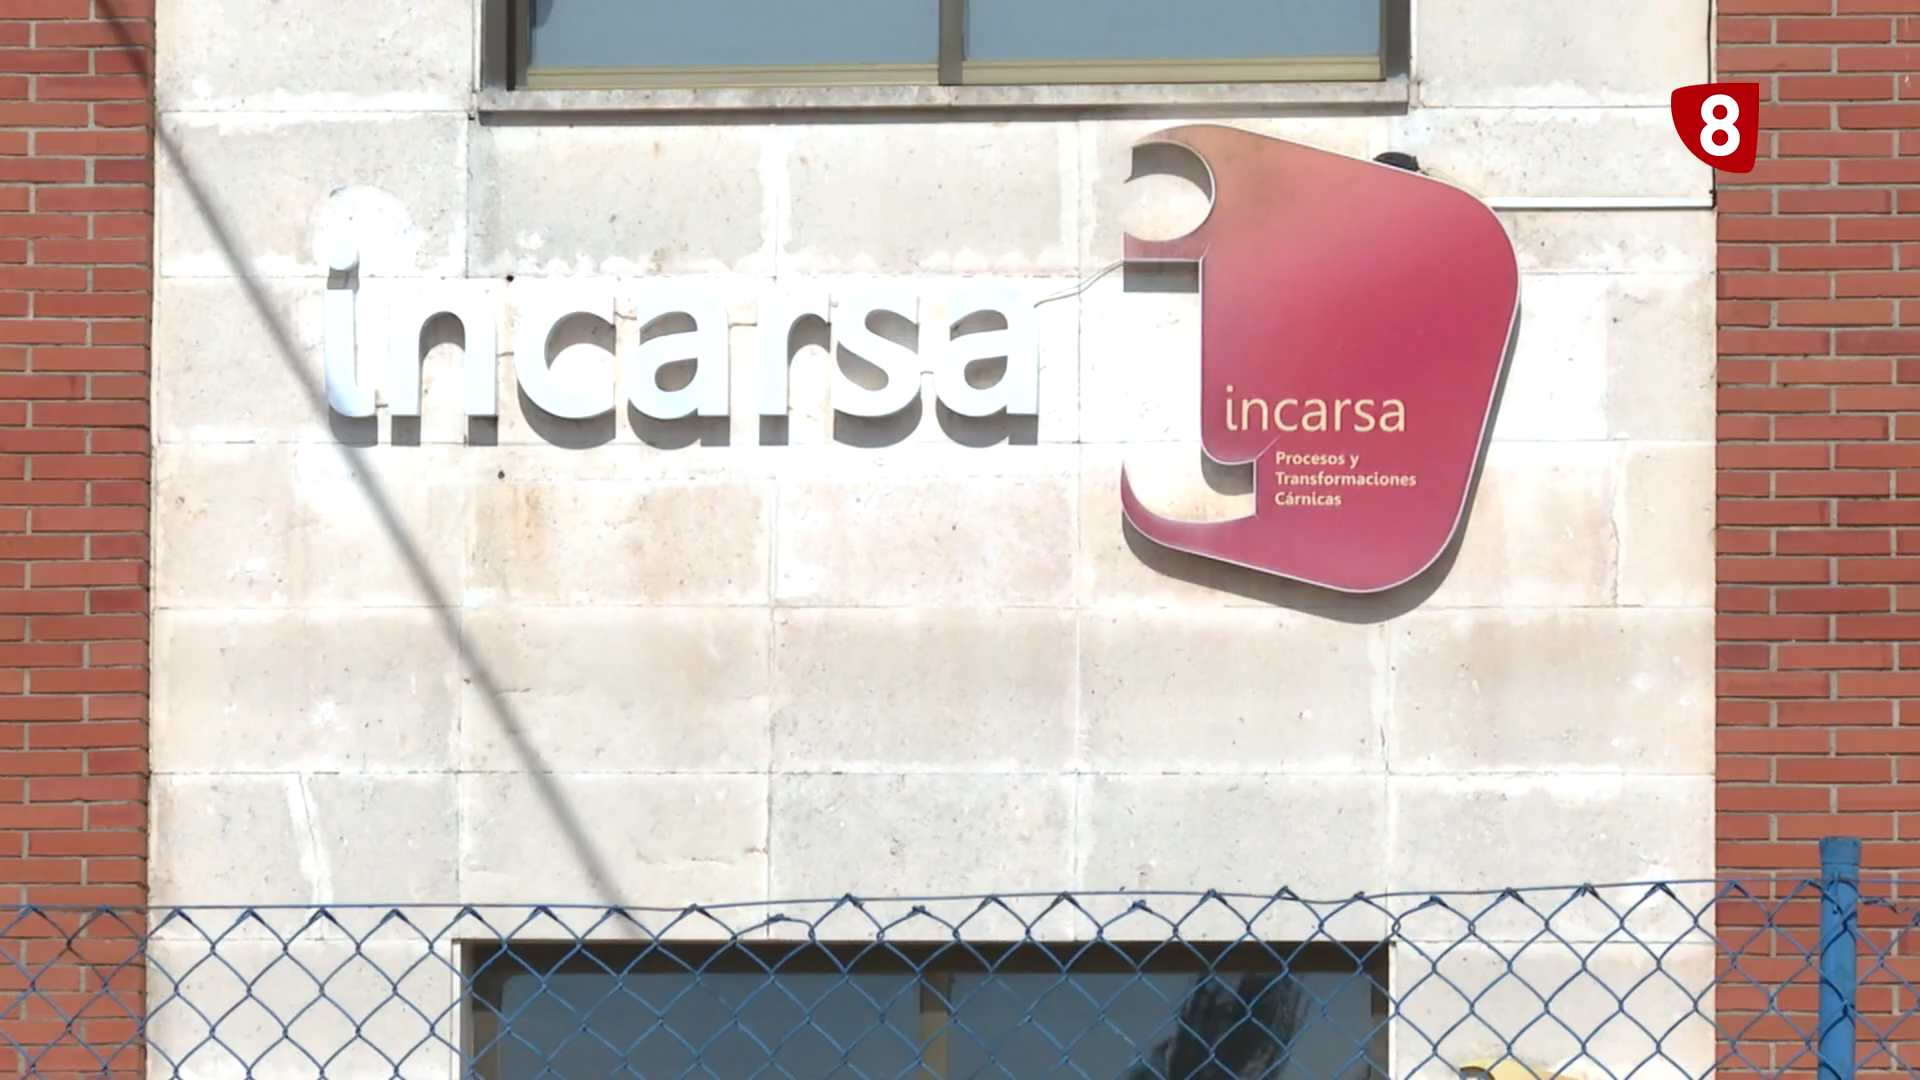 8
incarsa
incarsa
Procesos y
Transformaciones
Cárnicas